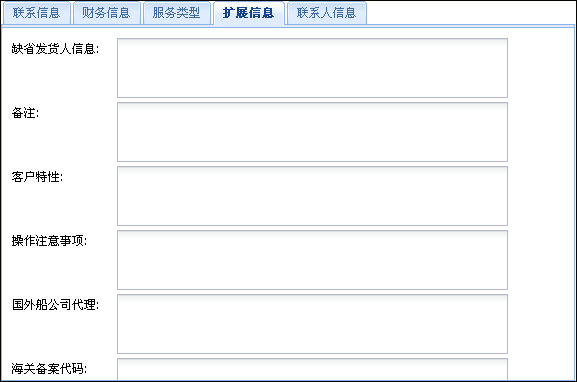 联系信息 财务信息 服务类型 扩展信息 联系人信息
缺省发货人信息:
备注:
客户特性:
操作注意事项:
国外船公司代理:
海关备案代码: